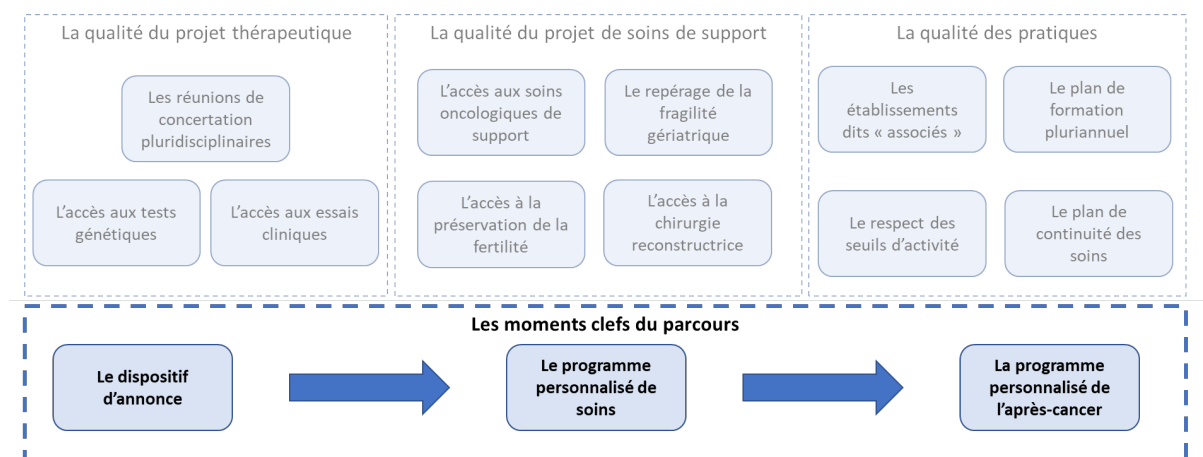 La qualité du projet thérapeutique
Les réunions de
concertation
pluridisciplinaires
L'accès aux tests
génétiques
L'accès aux essais
cliniques
La qualité du projet de soins de support
L'accès aux soins
oncologiques de
support
Le repérage de la
fragilité
gériatrique
L'accès à la
préservation de la
fertilité
L'accès à la
chirurgie
reconstructrice
La qualité des pratiques
Les
établissements
dits « associés »
Le plan de
formation
pluriannuel
Le respect des
seuils d'activité
Le plan de
continuité des
soins
Les moments clefs du parcours
Le dispositif
d'annonce
Le programme
personnalisé de
soins
La programme
personnalisé de
l'après-cancer